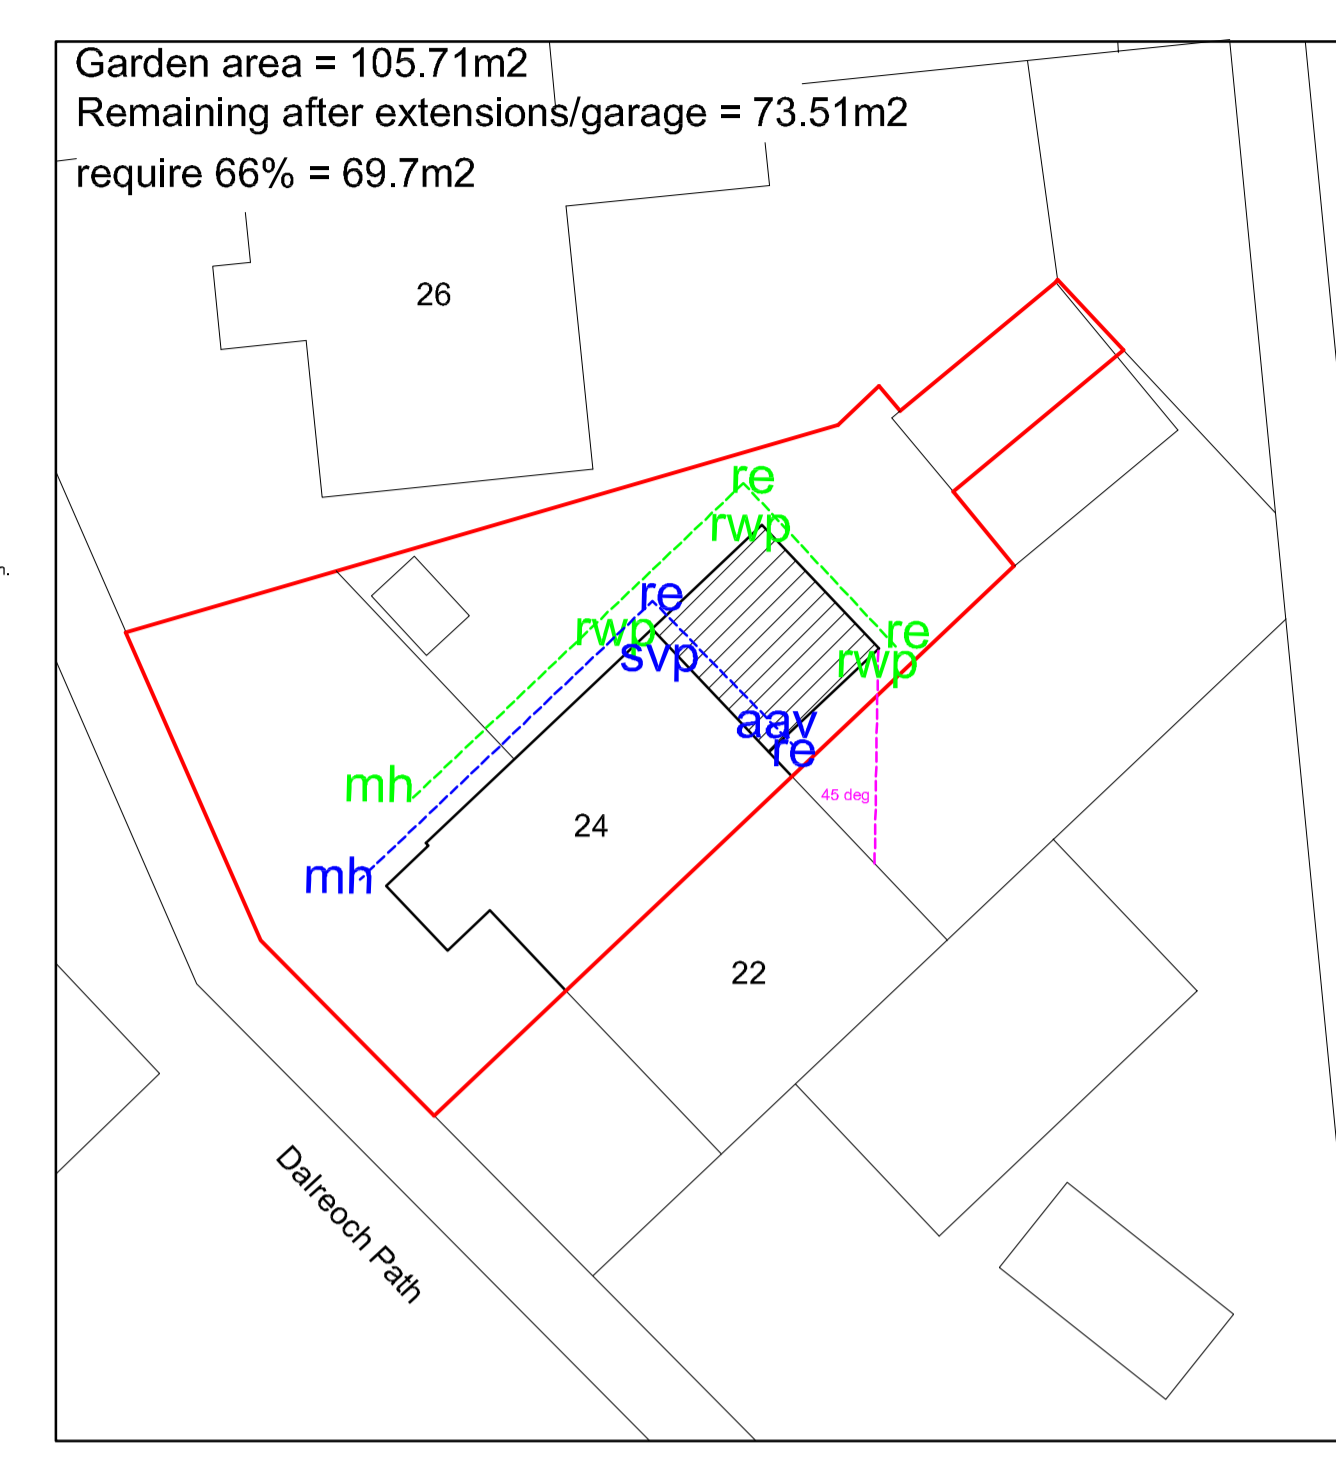 Garden area = 105.71m2
Remaining after extensions/garage = 73.51m2
require 66% = 69.7m2
26
re
rwp
n.
re
rwp
re
svp
rwp
aav
re
mh
45 deg
24
mh
22
Dalreoch Path